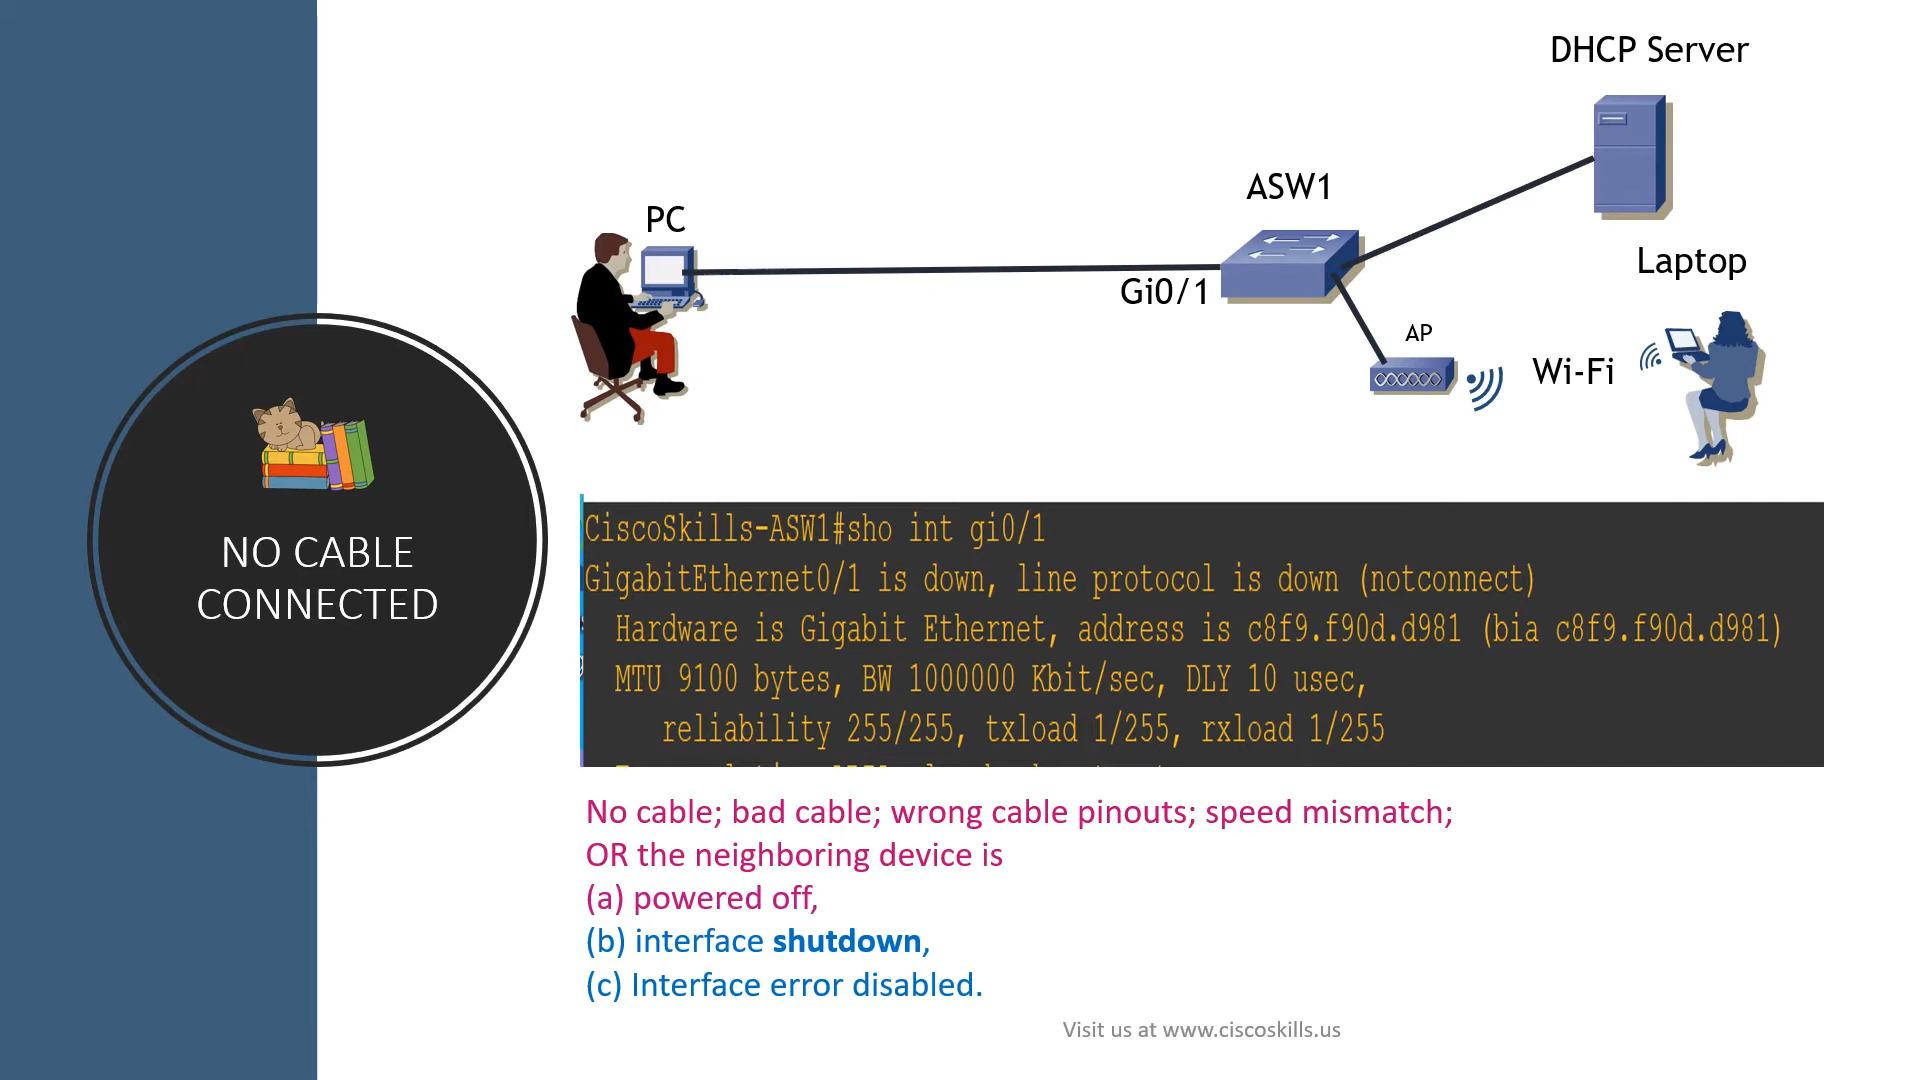 DHCP Server
ASW1
PC
Gi0/1
Laptop
AP
Wi-Fi
NO CABLE
CONNECTED
CiscoSkills-ASW1#sho int gi0/1
GigabitEthernet0/1 is down, line protocol is down (notconnect)
Hardware is Gigabit Ethernet, address is c8f9.f90d.d981 (bia c8f9.f90d.d981)
MTU 9100 bytes, BW 1000000 Kbit/sec, DLY 10 usec,
reliability 255/255, txload 1/255, rxload 1/255
No cable; bad cable; wrong cable pinouts; speed mismatch;
OR the neighboring device is
(a) powered off,
(b) interface shutdown,
(c) Interface error disabled.
Visit us at www.ciscoskills.us